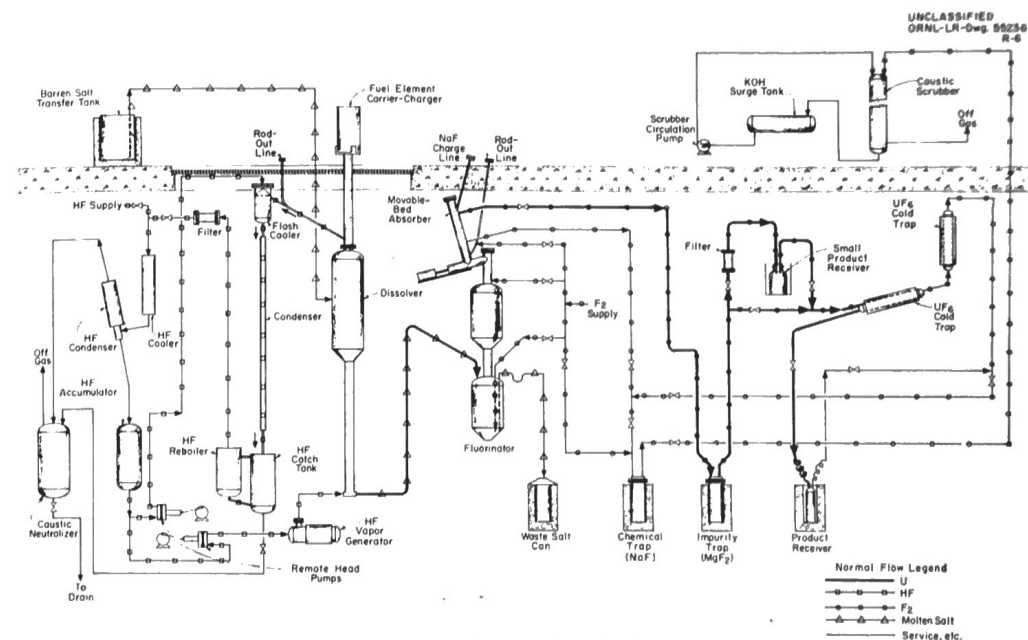 UNCLASSIFIED
ORNL-LR-Dwg. 55236
R-6
Barren Salt
Transfer Tank
Fuel Element
Carrier-Charger
Rod-
Out
Line
NaF
Charge
Line
Rod-
Out
Line
Scrubber
Circulation
Pump
KOH
Surge Tank
Caustic
Scrubber
Off
Gas
HF Supply
Filter
Flash
Cooler
Movable-
Bed
Absorber
UF6
Cold
Trap
Filter
Small
Product
Receiver
Dissolver
Condenser
F2
Supply
UF6
Cold
Trap
HF
Condenser
HF
Cooler
Off
Gas
HF
Accumulator
HF
Reboiler
HF
Catch
Tank
Fluorinator
Caustic
Neutralizer
HF
Vapor
Generator
Waste Salt
Can
Chemical
Trap
(NaF)
Impurity
Trap
(MgF2)
Product
Receiver
Remote Head
Pumps
To
Drain
Normal Flow Legend
U
HF
F2
Molten Salt
Service, etc.